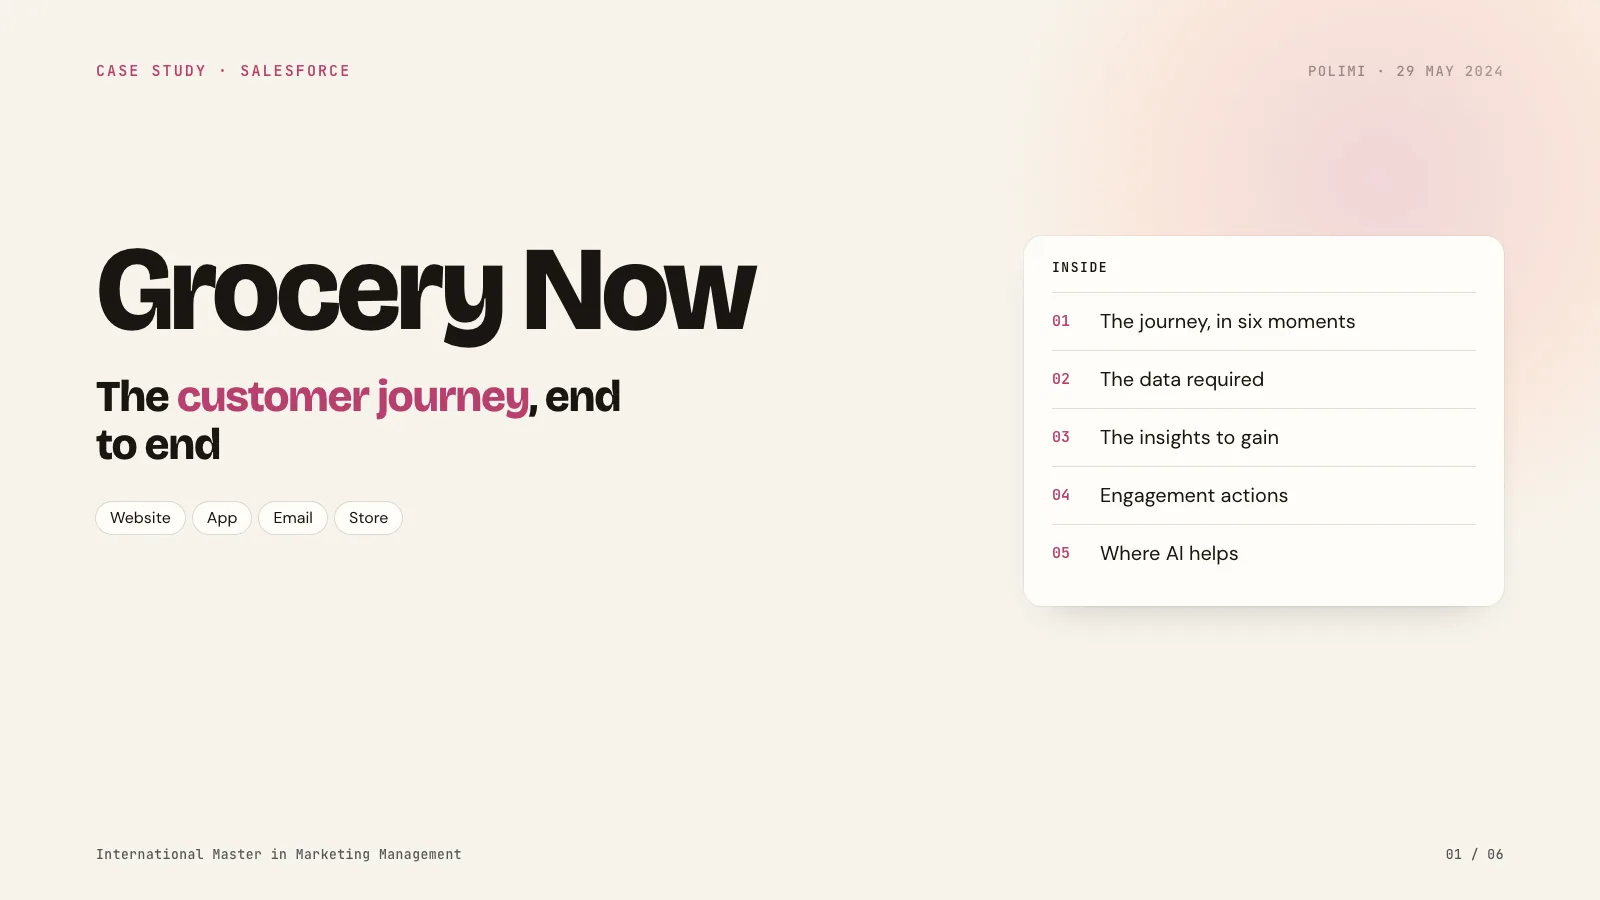 CASE STUDY · SALESFORCE
POLIMI · 29 MAY 2024
Grocery Now
The customer journey, end
to end
Website
App
Email
Store
INSIDE
01 The journey, in six moments
02 The data required
03 The insights to gain
04 Engagement actions
05 Where AI helps
International Master in Marketing Management
01 / 06